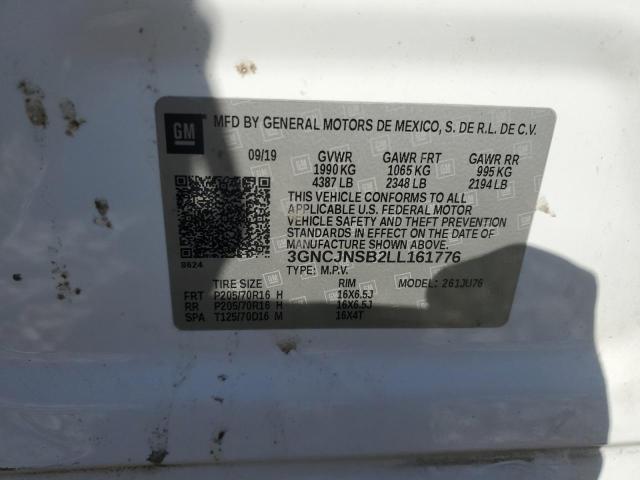 GM
MFD BY GENERAL MOTORS DE MEXICO, S. DE R.L. DE C.V.
09/19 GVWR GAWR FRT GAWR RR
1990 KG 1065 KG 995 KG
4387 LB 2348 LB 2194 LB
THIS VEHICLE CONFORMS TO ALL
APPLICABLE U.S. FEDERAL MOTOR
VEHICLE SAFETY AND THEFT PREVENTION
STANDARDS IN EFFECT ON THE DATE OF
MANUFACTURE SHOWN ABOVE.
8624 3GNCJNSB2LL161776
TYPE: M.P.V. MODEL: 261JU76
TIRE SIZE RIM
FRT P205/70R16 H 16X6.5J
RR P205/70R16 H 16X6.5J
SPA T125/70D16 M 16X4T